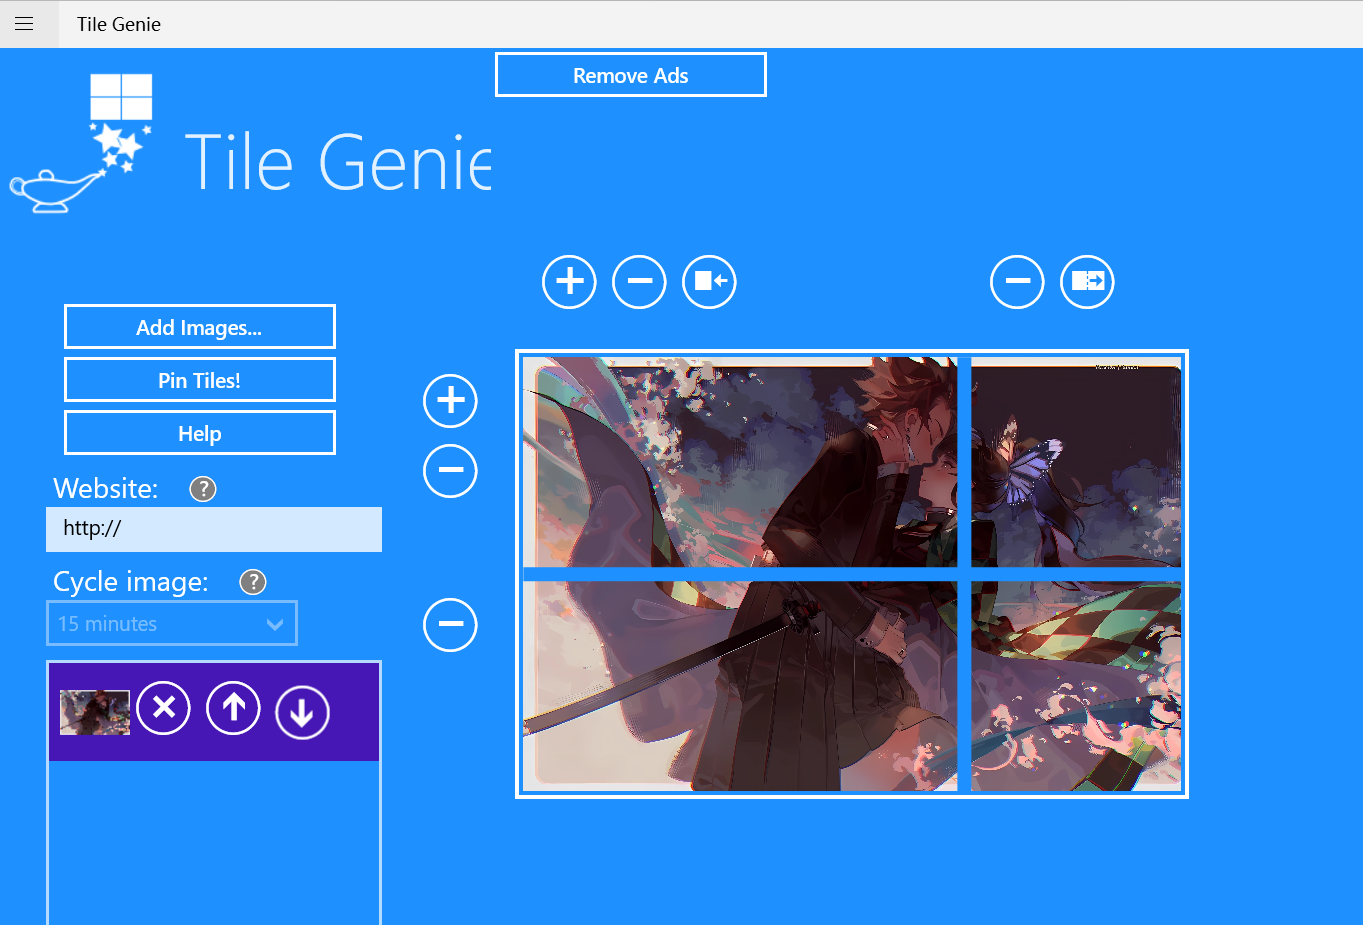 Tile Genie
Remove Ads
Tile Genie
Add Images...
Pin Tiles!
Help
Website: ?
http://
Cycle image: ?
15 minutes